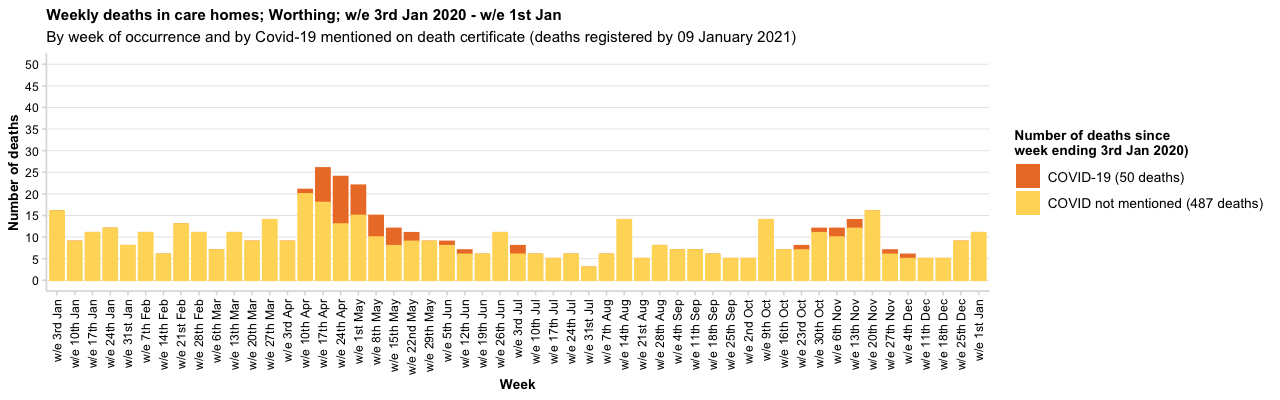 Weekly deaths in care homes; Worthing; w/e 3rd Jan 2020 - w/e 1st Jan
By week of occurrence and by Covid-19 mentioned on death certificate (deaths registered by 09 January 2021)
Number of deaths
50
45
40
35
30
25
20
15
10
5
0
w/e 3rd Jan
w/e 10th Jan
w/e 17th Jan
w/e 24th Jan
w/e 31st Jan
w/e 7th Feb
w/e 14th Feb
w/e 21st Feb
w/e 28th Feb
w/e 6th Mar
w/e 13th Mar
w/e 20th Mar
w/e 27th Mar
w/e 3rd Apr
w/e 10th Apr
w/e 17th Apr
w/e 24th Apr
w/e 1st May
w/e 8th May
w/e 15th May
w/e 22nd May
w/e 29th May
w/e 5th Jun
w/e 12th Jun
w/e 19th Jun
w/e 26th Jun
w/e 3rd Jul
w/e 10th Jul
w/e 17th Jul
w/e 24th Jul
w/e 31st Jul
w/e 7th Aug
w/e 14th Aug
w/e 21st Aug
w/e 28th Aug
w/e 4th Sep
w/e 11th Sep
w/e 18th Sep
w/e 25th Sep
w/e 2nd Oct
w/e 9th Oct
w/e 16th Oct
w/e 23rd Oct
w/e 30th Oct
w/e 6th Nov
w/e 13th Nov
w/e 20th Nov
w/e 27th Nov
w/e 4th Dec
w/e 11th Dec
w/e 18th Dec
w/e 25th Dec
w/e 1st Jan
Week
Number of deaths since
week ending 3rd Jan 2020)
COVID-19 (50 deaths)
COVID not mentioned (487 deaths)